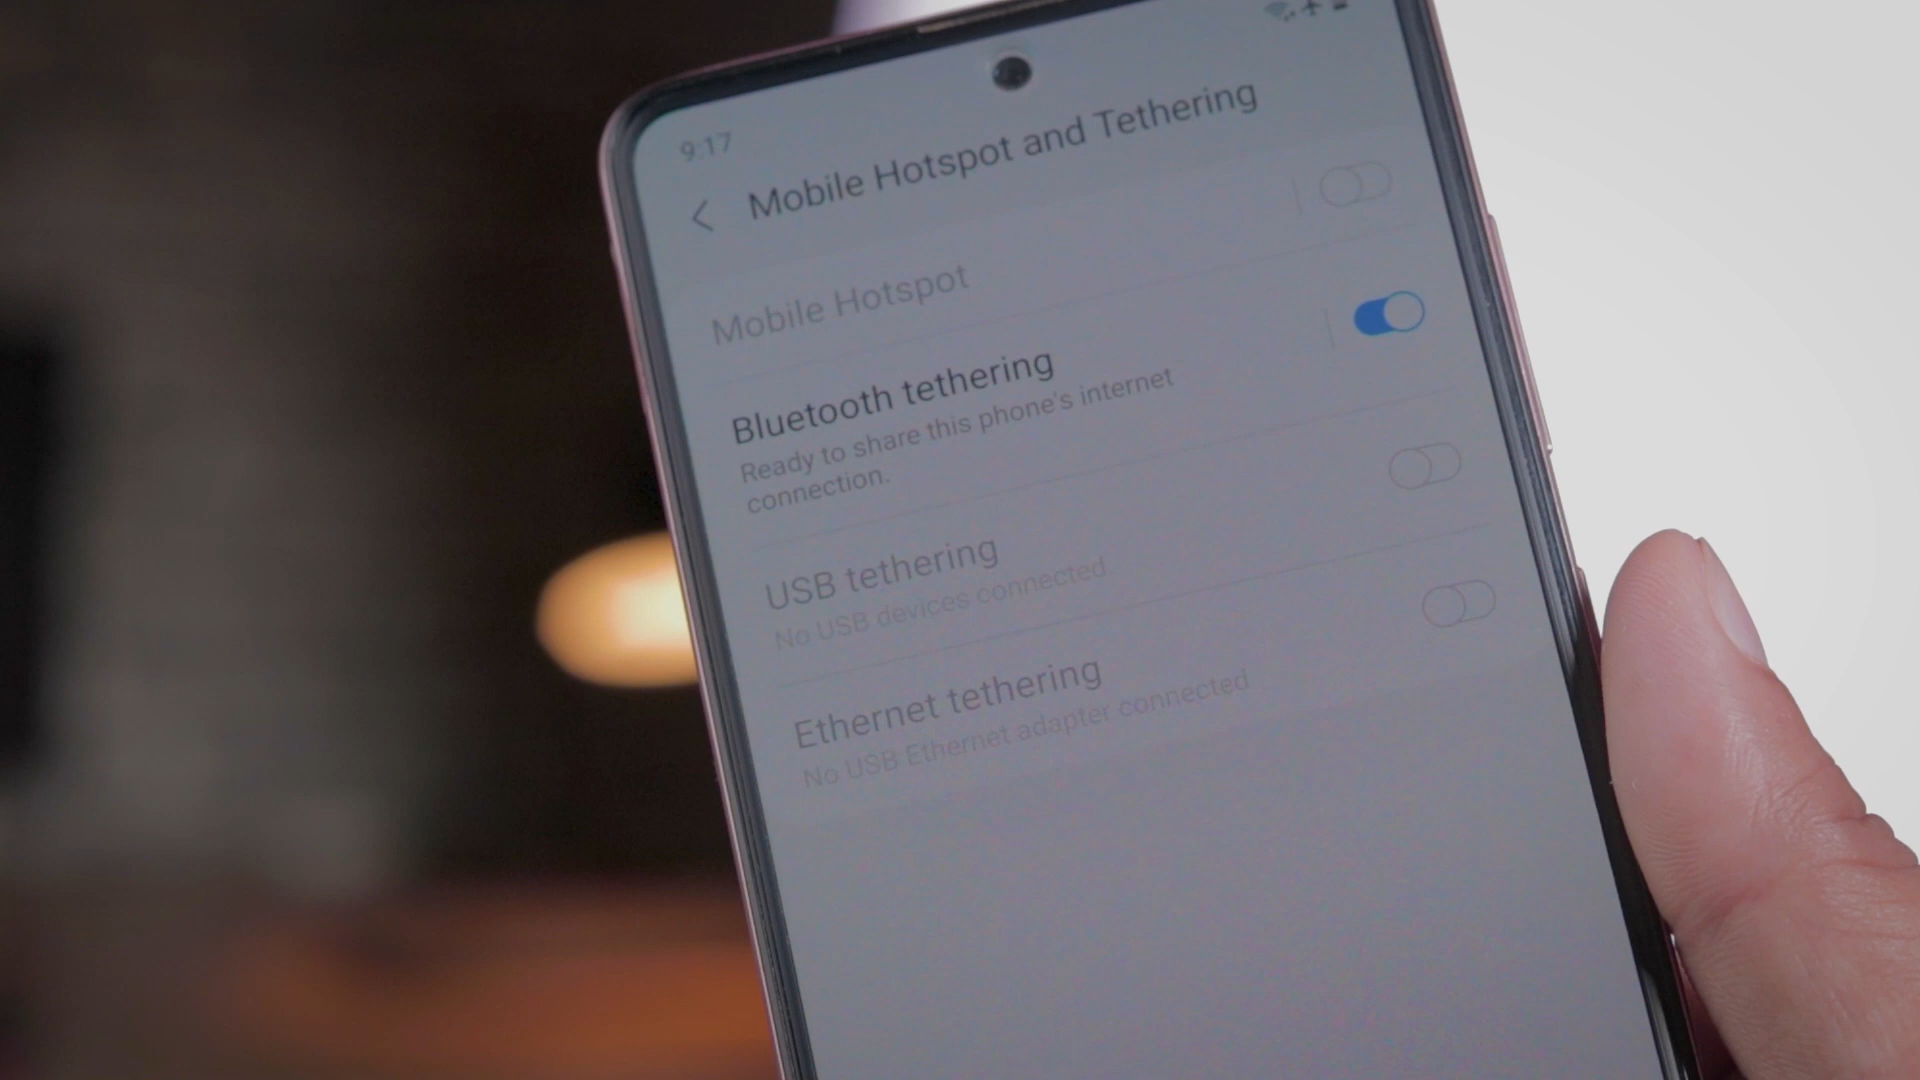 9:17
Mobile Hotspot and Tethering
Mobile Hotspot
Bluetooth tethering
Ready to share this phone's internet
connection.
USB tethering
No USB devices connected
Ethernet tethering
No USB Ethernet adapter connected